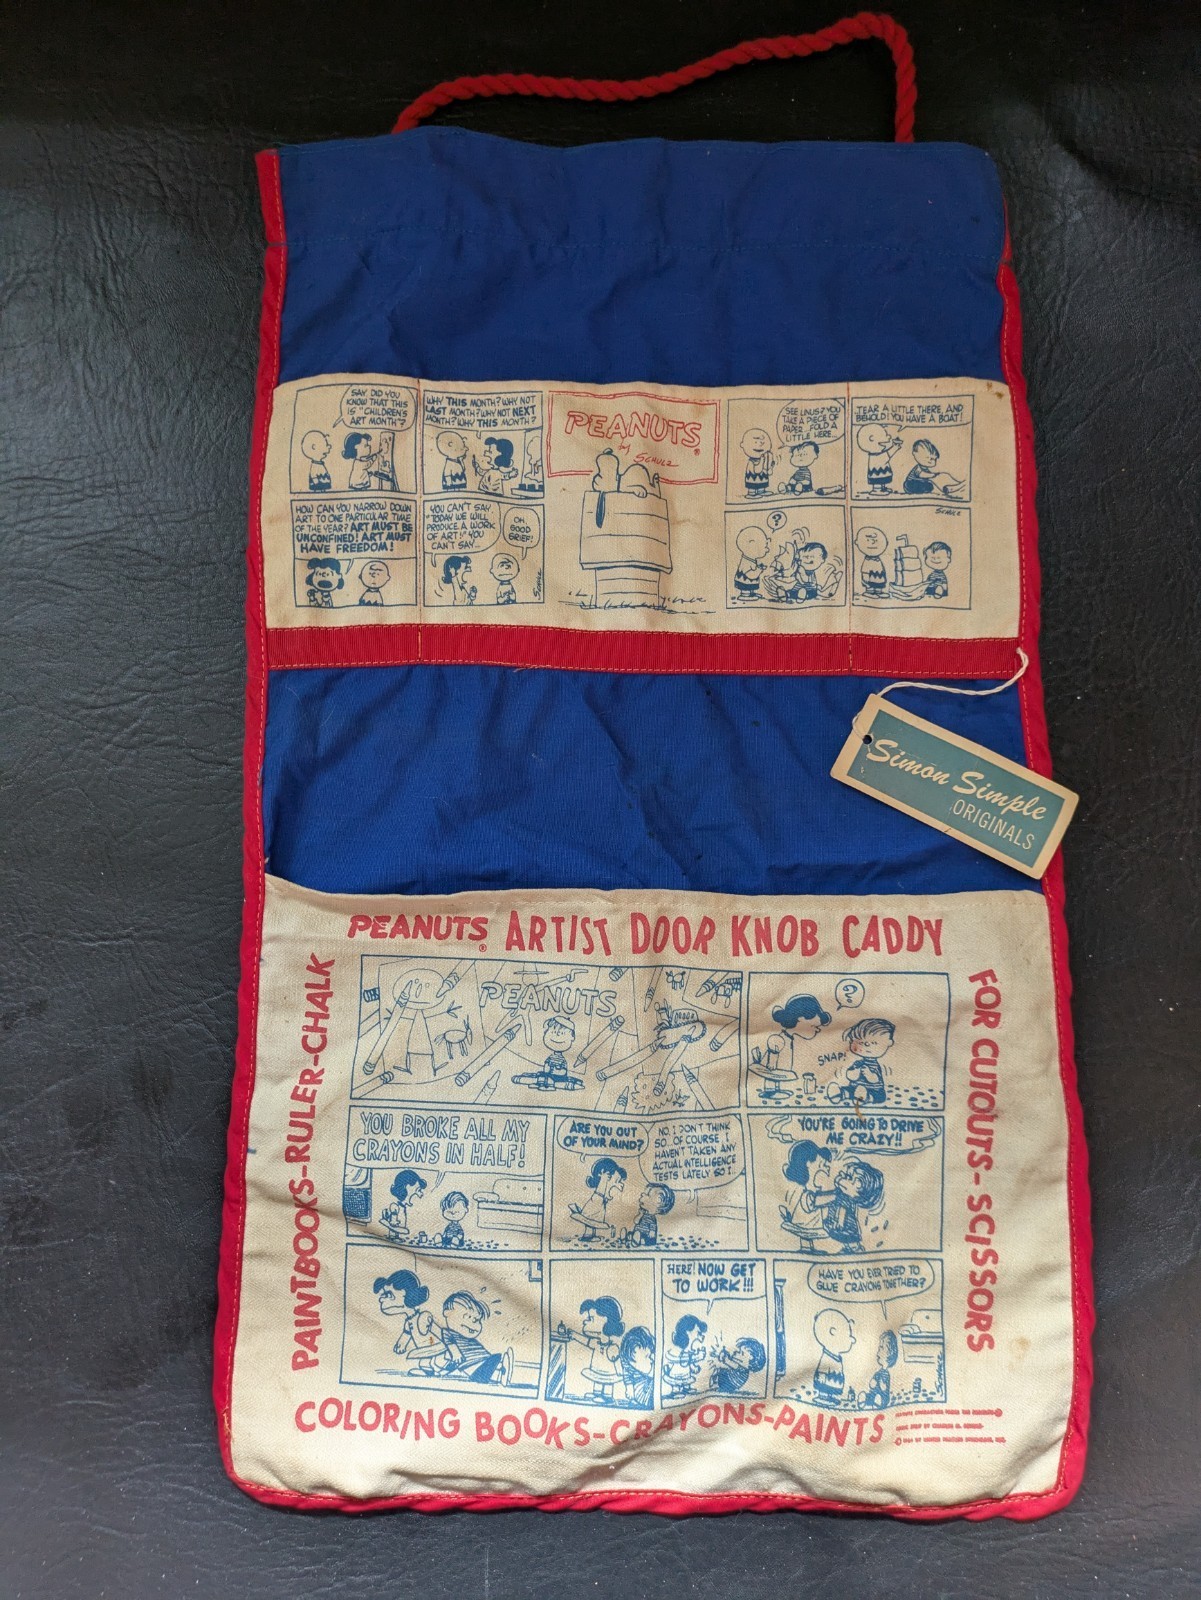 SAY, DID YOU
KNOW THAT THIS
IS "CHILDREN'S
ART MONTH"?
WHY THIS MONTH? WHY NOT
LAST MONTH? WHY NOT NEXT
MONTH? WHY THIS MONTH?
HOW CAN YOU NARROW DOWN
ART TO ONE PARTICULAR TIME
OF THE YEAR? ART MUST BE
UNCONFINED! ART MUST
HAVE FREEDOM!
YOU CAN'T SAY,
"TODAY WE WILL
PRODUCE A WORK
OF ART!" YOU
CAN'T SAY...
OH
GOOD
GRIEF!
SCHULZ
PEANUTS®
by SCHULZ
SEE LINUS? YOU
TAKE A PIECE OF
PAPER.. FOLD A
LITTLE HERE...
TEAR A LITTLE THERE, AND
BEHOLD! YOU HAVE A BOAT!
SCHULZ
?
Simon Simple
ORIGINALS
PEANUTS® ARTIST DOOR KNOB CADDY
PAINTBOOKS-RULER-CHALK
FOR CUTOUTS-SCISSORS
PEANUTS
?
SNAP!
YOU BROKE ALL MY
CRAYONS IN HALF!
ARE YOU OUT
OF YOUR MIND?
NO, I DON'T THINK
SO.. OF COURSE I
HAVEN'T TAKEN ANY
ACTUAL INTELLIGENCE
TESTS LATELY SO I..
YOU'RE GOING TO DRIVE
ME CRAZY!!
HERE! NOW GET
TO WORK!!!
HAVE YOU EVER TRIED TO
GLUE CRAYONS TOGETHER?
COLORING BOOKS-CRAYONS-PAINTS